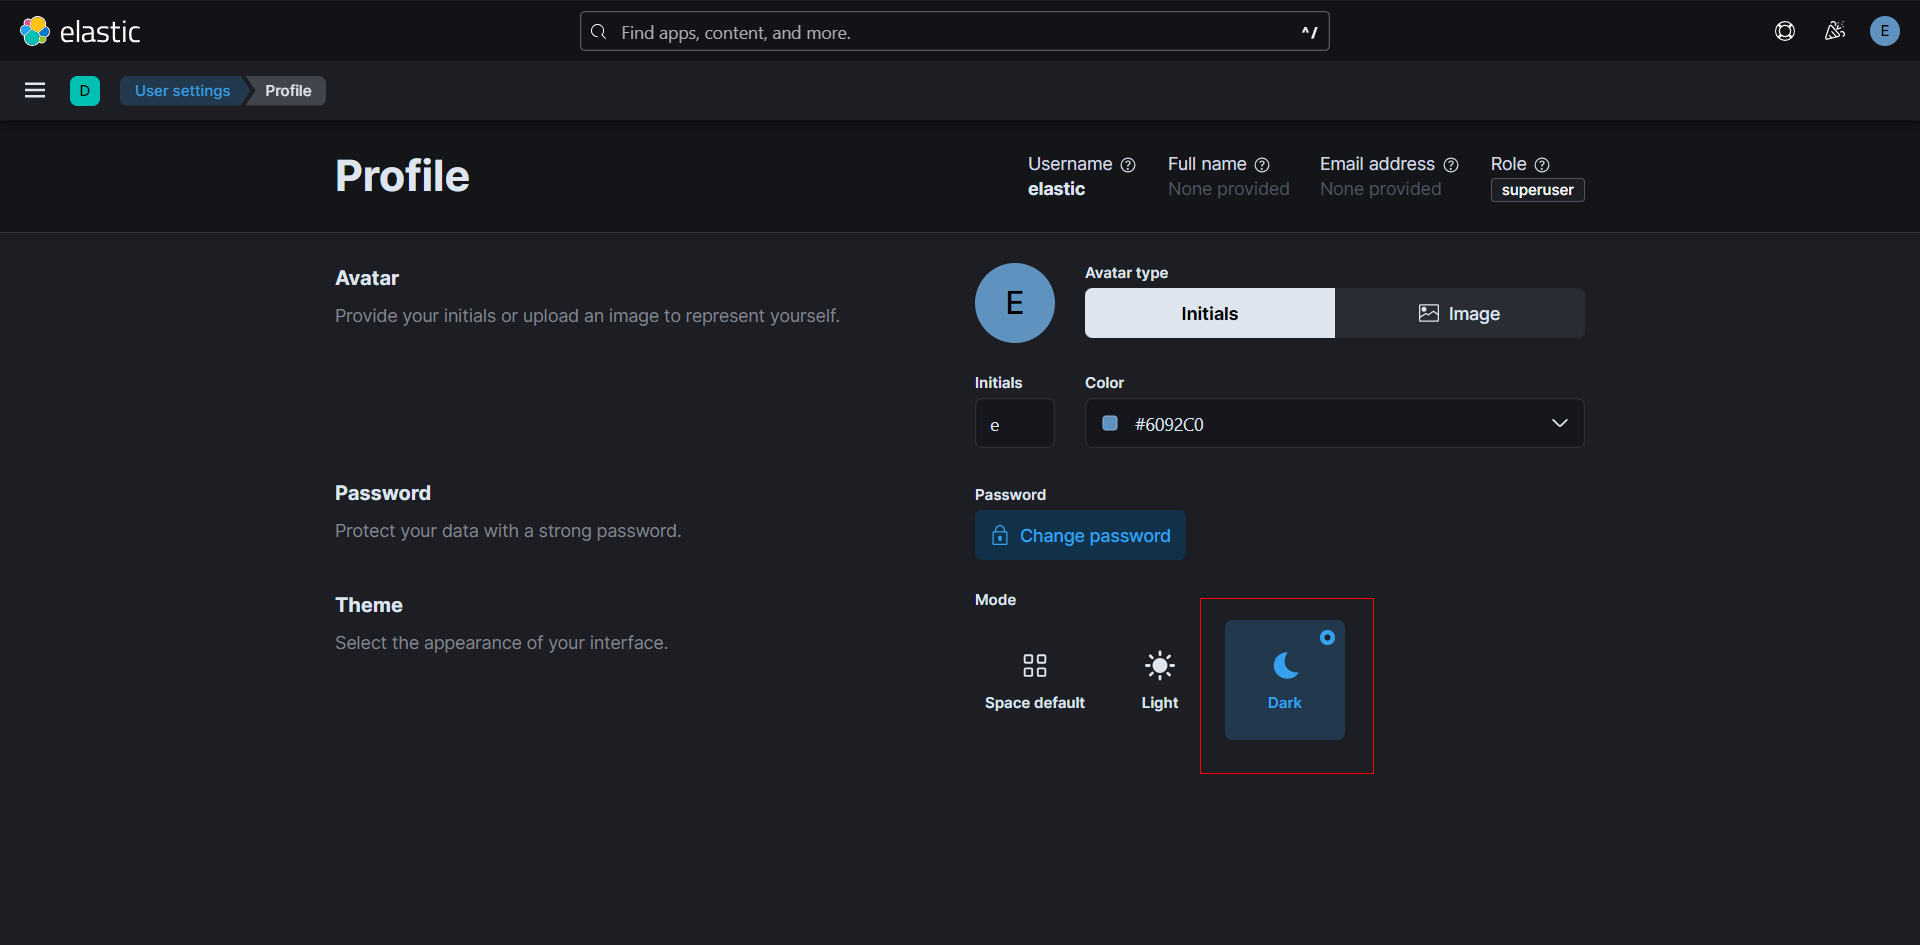 elastic
Find apps, content, and more.
^/
E
D
User settings
Profile
Profile
Username
elastic
Full name
None provided
Email address
None provided
Role
superuser
Avatar
Provide your initials or upload an image to represent yourself.
E
Avatar type
Initials
Image
Initials
e
Color
#6092C0
Password
Protect your data with a strong password.
Password
Change password
Theme
Select the appearance of your interface.
Mode
Space default
Light
Dark